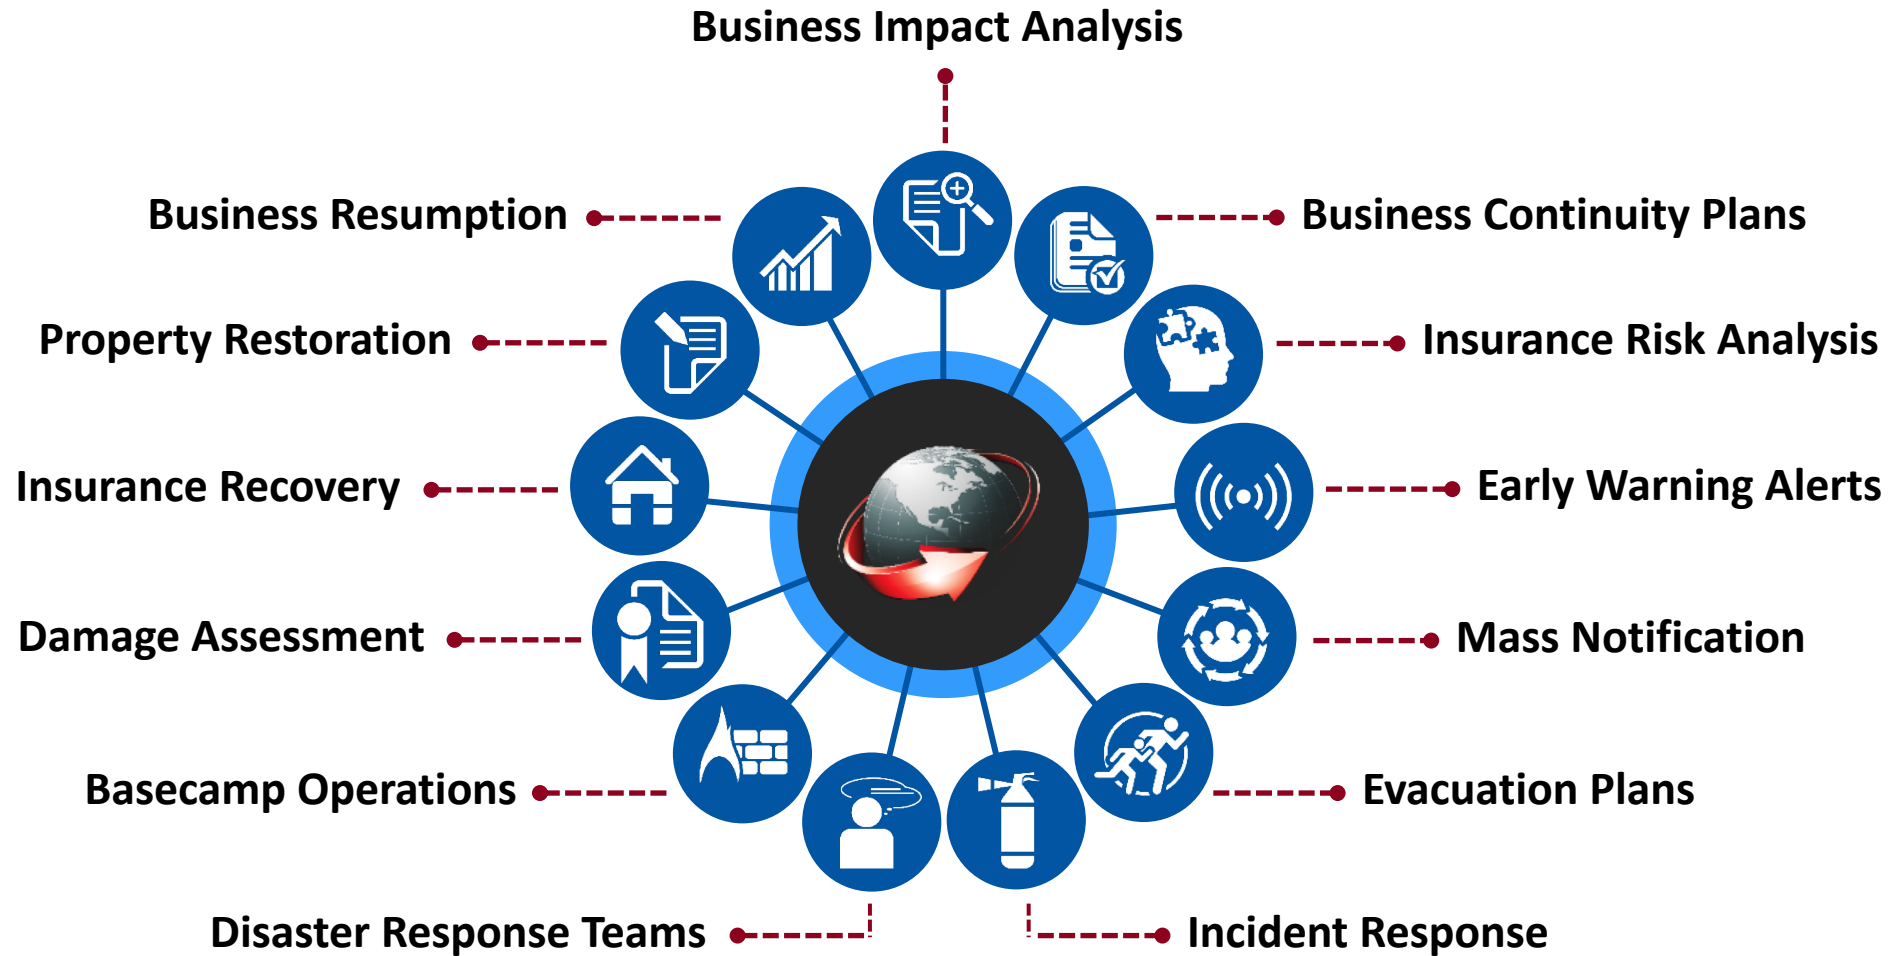 Business Impact Analysis
Business Resumption
Business Continuity Plans
Property Restoration
Insurance Risk Analysis
Insurance Recovery
Early Warning Alerts
Damage Assessment
Mass Notification
Basecamp Operations
Evacuation Plans
Disaster Response Teams
Incident Response